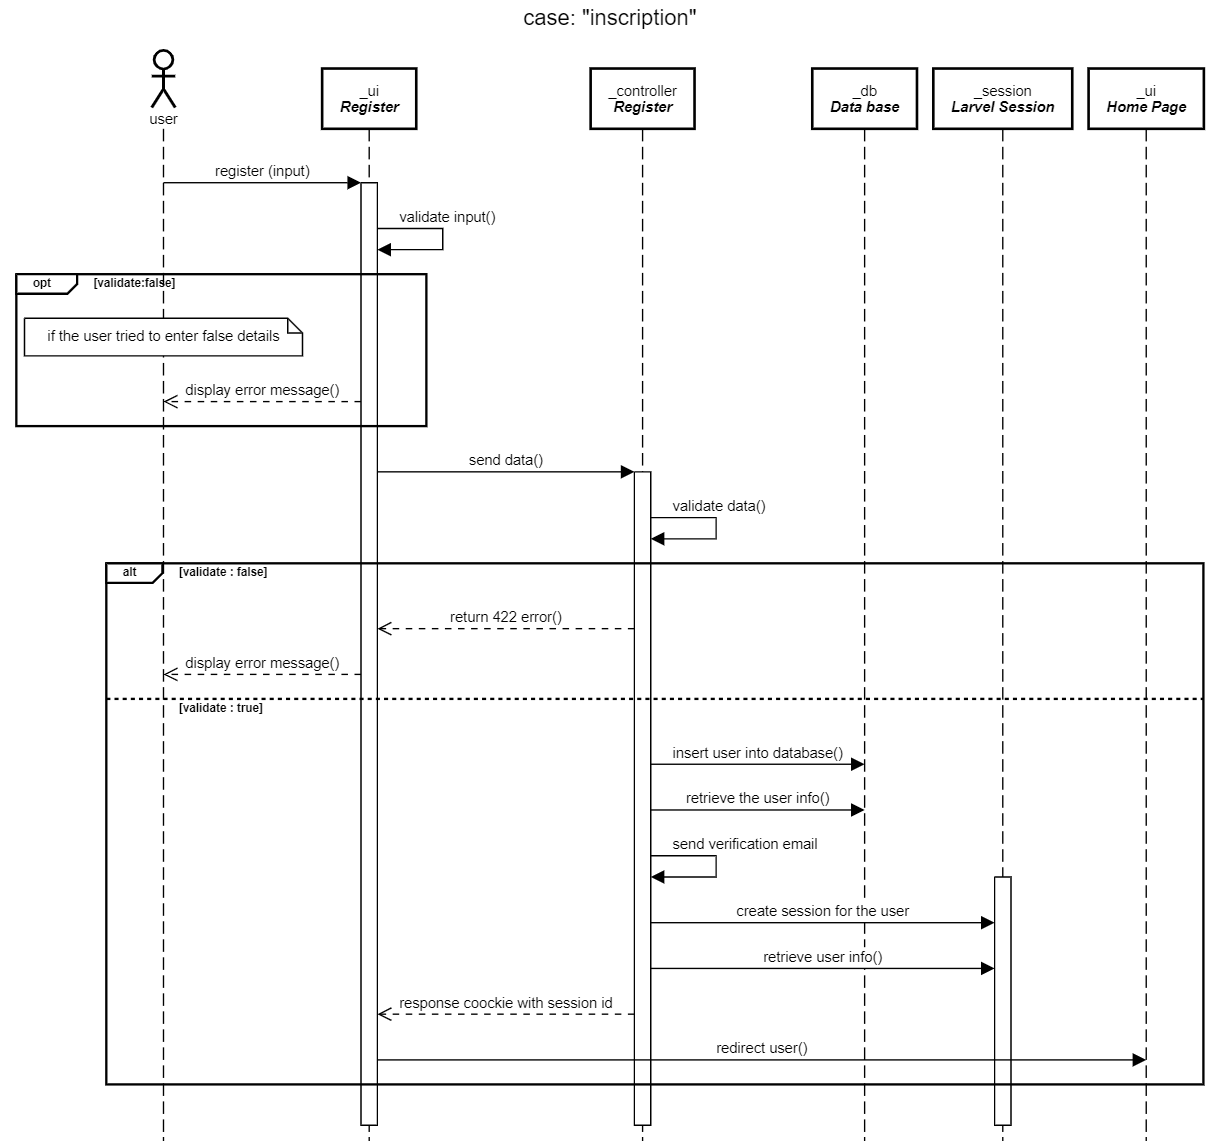 case: "inscription"
user
_ui
Register
_controller
Register
_db
Data base
_session
Larvel Session
_ui
Home Page
register (input)
validate input()
opt
[validate:false]
if the user tried to enter false details
display error message()
send data()
validate data()
alt
[validate : false]
return 422 error()
display error message()
[validate : true]
insert user into database()
retrieve the user info()
send verification email
create session for the user
retrieve user info()
response coockie with session id
redirect user()